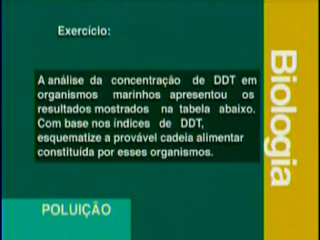 Exercício:
A análise da concentração de DDT em
organismos marinhos apresentou os
resultados mostrados na tabela abaixo.
Com base nos índices de DDT,
esquematize a provável cadeia alimentar
constituída por esses organismos.
Biologia
POLUIÇÃO